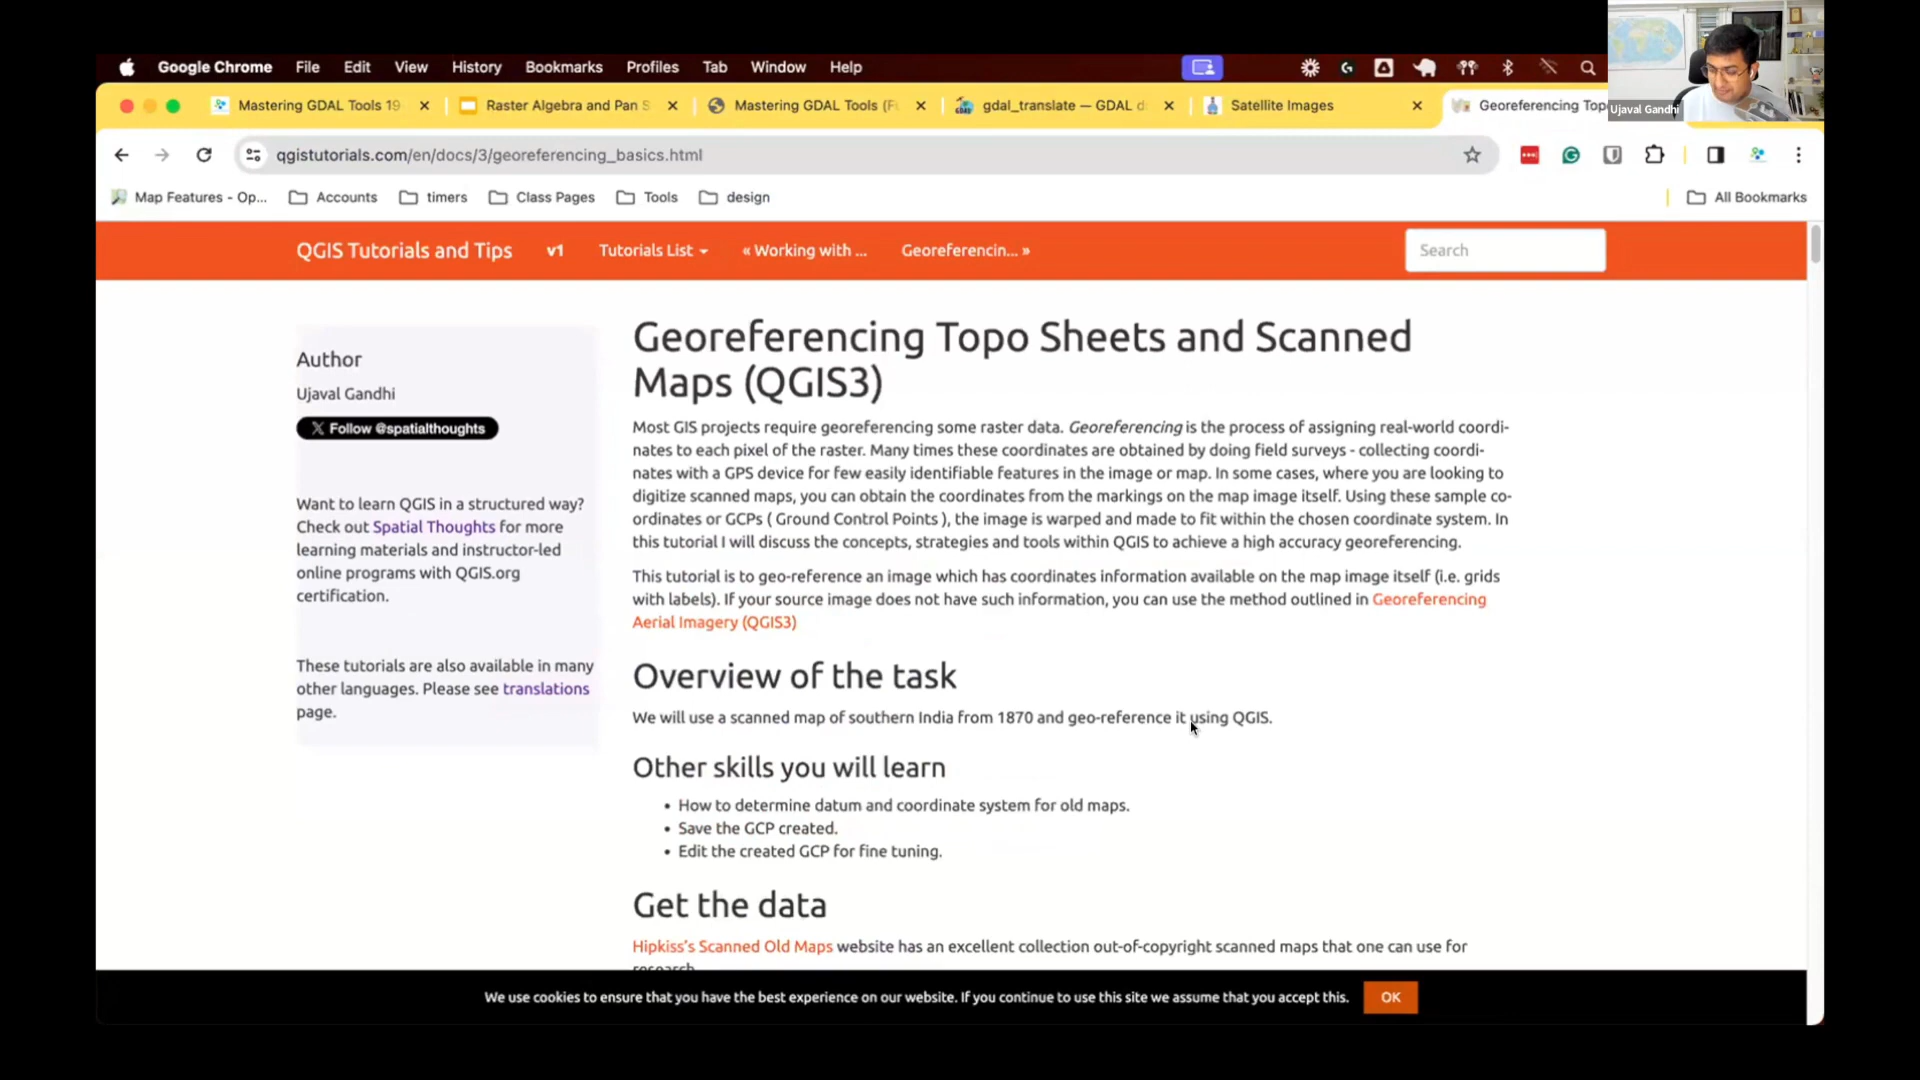 Google Chrome File Edit View History Bookmarks Profiles Tab Window Help
Mastering GDAL Tools 19 Raster Algebra and Pan S Mastering GDAL Tools (F gdal_translate — GDAL d Satellite Images Georeferencing Top
Ujaval Gandhi
qgistutorials.com/en/docs/3/georeferencing_basics.html
Map Features - Op... Accounts timers Class Pages Tools design All Bookmarks
QGIS Tutorials and Tips v1 Tutorials List « Working with ... Georeferencin... » Search
Author
Ujaval Gandhi
Follow @spatialthoughts
Want to learn QGIS in a structured way?
Check out Spatial Thoughts for more
learning materials and instructor-led
online programs with QGIS.org
certification.
These tutorials are also available in many
other languages. Please see translations
page.
Georeferencing Topo Sheets and Scanned
Maps (QGIS3)
Most GIS projects require georeferencing some raster data. Georeferencing is the process of assigning real-world coordi-
nates to each pixel of the raster. Many times these coordinates are obtained by doing field surveys - collecting coordi-
nates with a GPS device for few easily identifiable features in the image or map. In some cases, where you are looking to
digitize scanned maps, you can obtain the coordinates from the markings on the map image itself. Using these sample co-
ordinates or GCPs ( Ground Control Points ), the image is warped and made to fit within the chosen coordinate system. In
this tutorial I will discuss the concepts, strategies and tools within QGIS to achieve a high accuracy georeferencing.
This tutorial is to geo-reference an image which has coordinates information available on the map image itself (i.e. grids
with labels). If your source image does not have such information, you can use the method outlined in Georeferencing
Aerial Imagery (QGIS3)
Overview of the task
We will use a scanned map of southern India from 1870 and geo-reference it using QGIS.
Other skills you will learn
• How to determine datum and coordinate system for old maps.
• Save the GCP created.
• Edit the created GCP for fine tuning.
Get the data
Hipkiss's Scanned Old Maps website has an excellent collection out-of-copyright scanned maps that one can use for
research.
We use cookies to ensure that you have the best experience on our website. If you continue to use this site we assume that you accept this. OK